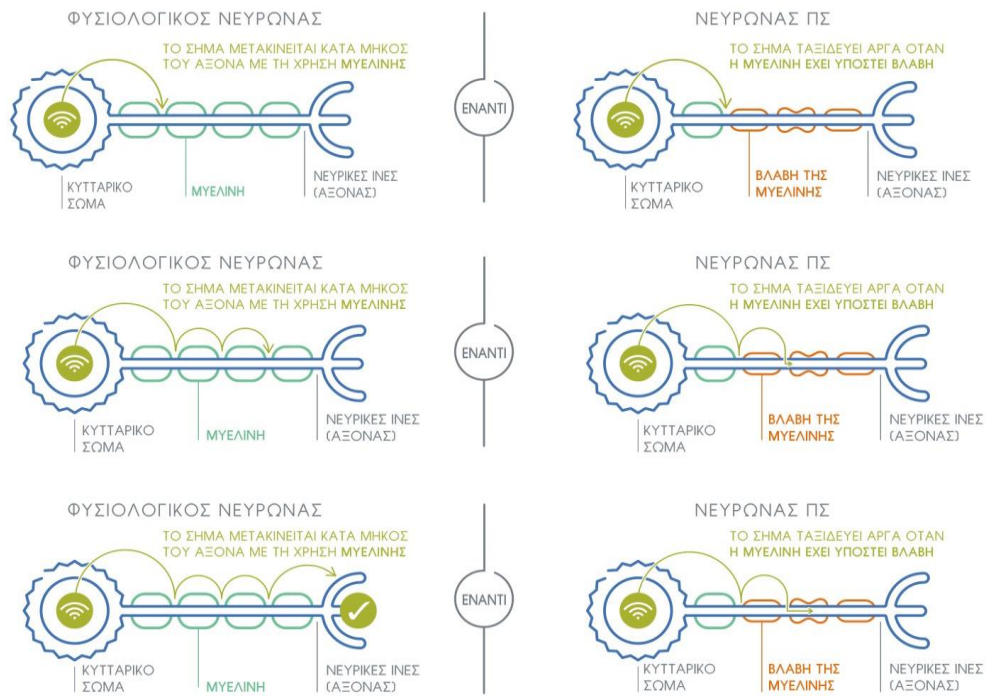 ΦΥΣΙΟΛΟΓΙΚΟΣ ΝΕΥΡΩΝΑΣ
ΤΟ ΣΗΜΑ ΜΕΤΑΚΙΝΕΙΤΑΙ ΚΑΤΑ ΜΗΚΟΣ
ΤΟΥ ΑΞΟΝΑ ΜΕ ΤΗ ΧΡΗΣΗ ΜΥΕΛΙΝΗΣ
ΚΥΤΤΑΡΙΚΟ
ΣΩΜΑ
ΜΥΕΛΙΝΗ
ΝΕΥΡΙΚΕΣ ΙΝΕΣ
(ΑΞΟΝΑΣ)
ΕΝΑΝΤΙ
ΝΕΥΡΩΝΑΣ ΠΣ
ΤΟ ΣΗΜΑ ΤΑΞΙΔΕΥΕΙ ΑΡΓΑ ΟΤΑΝ
Η ΜΥΕΛΙΝΗ ΕΧΕΙ ΥΠΟΣΤΕΙ ΒΛΑΒΗ
ΚΥΤΤΑΡΙΚΟ
ΣΩΜΑ
ΒΛΑΒΗ ΤΗΣ
ΜΥΕΛΙΝΗΣ
ΝΕΥΡΙΚΕΣ ΙΝΕΣ
(ΑΞΟΝΑΣ)
ΦΥΣΙΟΛΟΓΙΚΟΣ ΝΕΥΡΩΝΑΣ
ΤΟ ΣΗΜΑ ΜΕΤΑΚΙΝΕΙΤΑΙ ΚΑΤΑ ΜΗΚΟΣ
ΤΟΥ ΑΞΟΝΑ ΜΕ ΤΗ ΧΡΗΣΗ ΜΥΕΛΙΝΗΣ
ΚΥΤΤΑΡΙΚΟ
ΣΩΜΑ
ΜΥΕΛΙΝΗ
ΝΕΥΡΙΚΕΣ ΙΝΕΣ
(ΑΞΟΝΑΣ)
ΕΝΑΝΤΙ
ΝΕΥΡΩΝΑΣ ΠΣ
ΤΟ ΣΗΜΑ ΤΑΞΙΔΕΥΕΙ ΑΡΓΑ ΟΤΑΝ
Η ΜΥΕΛΙΝΗ ΕΧΕΙ ΥΠΟΣΤΕΙ ΒΛΑΒΗ
ΚΥΤΤΑΡΙΚΟ
ΣΩΜΑ
ΒΛΑΒΗ ΤΗΣ
ΜΥΕΛΙΝΗΣ
ΝΕΥΡΙΚΕΣ ΙΝΕΣ
(ΑΞΟΝΑΣ)
ΦΥΣΙΟΛΟΓΙΚΟΣ ΝΕΥΡΩΝΑΣ
ΤΟ ΣΗΜΑ ΜΕΤΑΚΙΝΕΙΤΑΙ ΚΑΤΑ ΜΗΚΟΣ
ΤΟΥ ΑΞΟΝΑ ΜΕ ΤΗ ΧΡΗΣΗ ΜΥΕΛΙΝΗΣ
ΚΥΤΤΑΡΙΚΟ
ΣΩΜΑ
ΜΥΕΛΙΝΗ
ΝΕΥΡΙΚΕΣ ΙΝΕΣ
(ΑΞΟΝΑΣ)
ΕΝΑΝΤΙ
ΝΕΥΡΩΝΑΣ ΠΣ
ΤΟ ΣΗΜΑ ΤΑΞΙΔΕΥΕΙ ΑΡΓΑ ΟΤΑΝ
Η ΜΥΕΛΙΝΗ ΕΧΕΙ ΥΠΟΣΤΕΙ ΒΛΑΒΗ
ΚΥΤΤΑΡΙΚΟ
ΣΩΜΑ
ΒΛΑΒΗ ΤΗΣ
ΜΥΕΛΙΝΗΣ
ΝΕΥΡΙΚΕΣ ΙΝΕΣ
(ΑΞΟΝΑΣ)